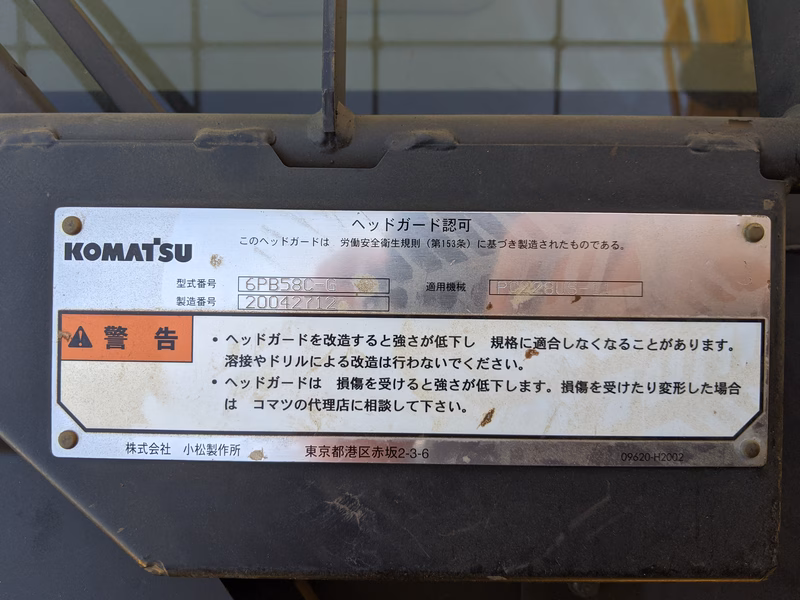 ヘッドガード認可
KOMATSU
このヘッドガードは 労働安全衛生規則（第153条）に基づき製造されたものである。
型式番号 6PB58C-G 適用機械
製造番号 20042712
警告
・ヘッドガードを改造すると強さが低下し 規格に適合しなくなることがあります。
溶接やドリルによる改造は行わないでください。
・ヘッドガードは 損傷を受けると強さが低下します。損傷を受けたり変形した場合
は コマツの代理店に相談して下さい。
株式会社 小松製作所 東京都港区赤坂2-3-6 09620-H2002